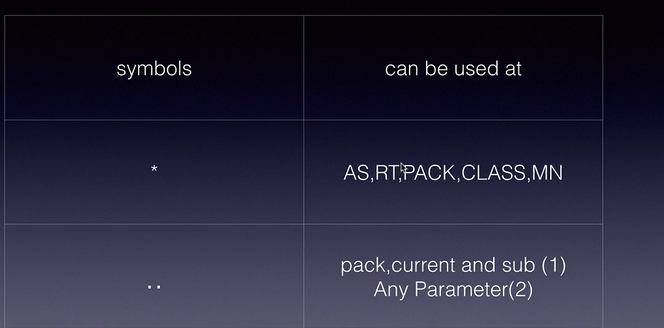 symbols
can be used at
*
AS,RT,PACK,CLASS,MN
..
pack,current and sub (1)
Any Parameter(2)